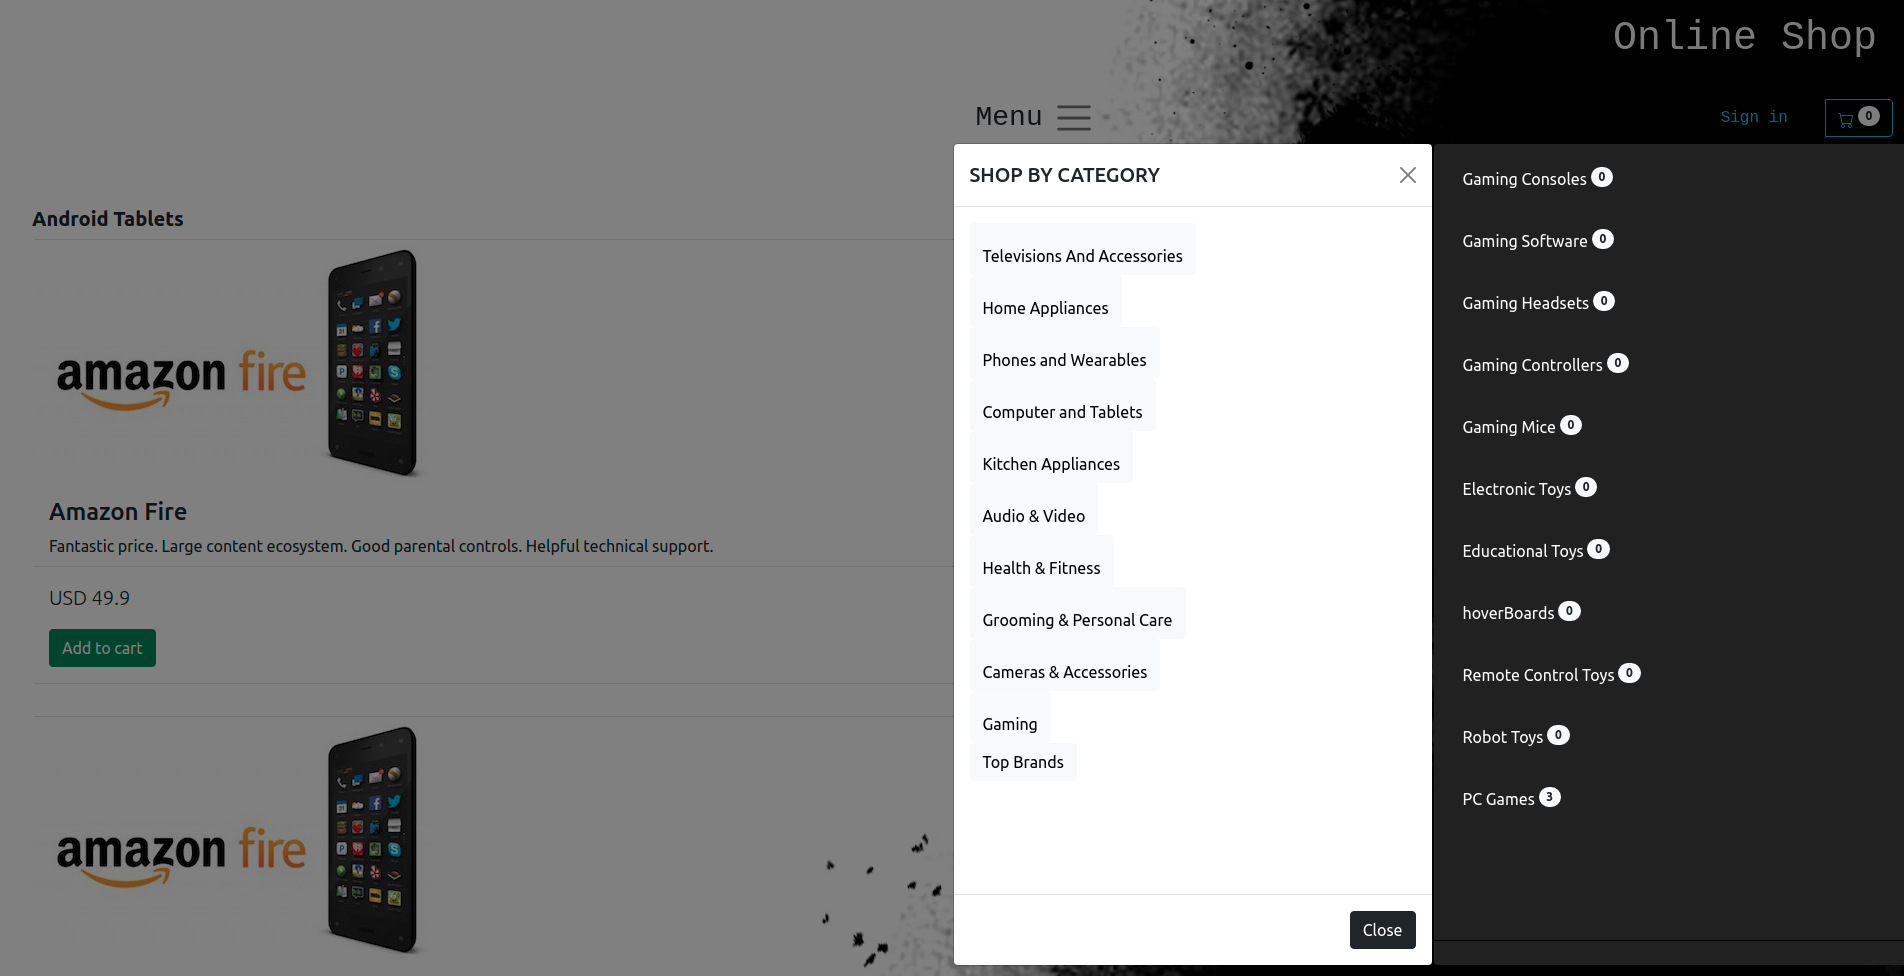 Online Shop
Menu
Sign in
0
Android Tablets
amazon fire
Amazon Fire
Fantastic price. Large content ecosystem. Good parental controls. Helpful technical support.
USD 49.9
Add to cart
amazon fire
SHOP BY CATEGORY
Televisions And Accessories
Home Appliances
Phones and Wearables
Computer and Tablets
Kitchen Appliances
Audio & Video
Health & Fitness
Grooming & Personal Care
Cameras & Accessories
Gaming
Top Brands
Close
Gaming Consoles 0
Gaming Software 0
Gaming Headsets 0
Gaming Controllers 0
Gaming Mice 0
Electronic Toys 0
Educational Toys 0
hoverBoards 0
Remote Control Toys 0
Robot Toys 0
PC Games 3